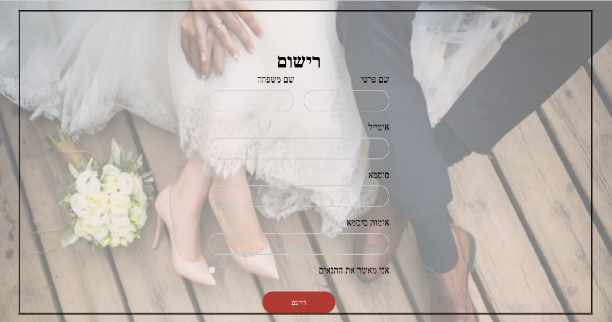 רישום
שם פרטי שם משפחה
אימייל
סיסמא
אימות סיסמא
אני מאשר את התנאים
הירשם